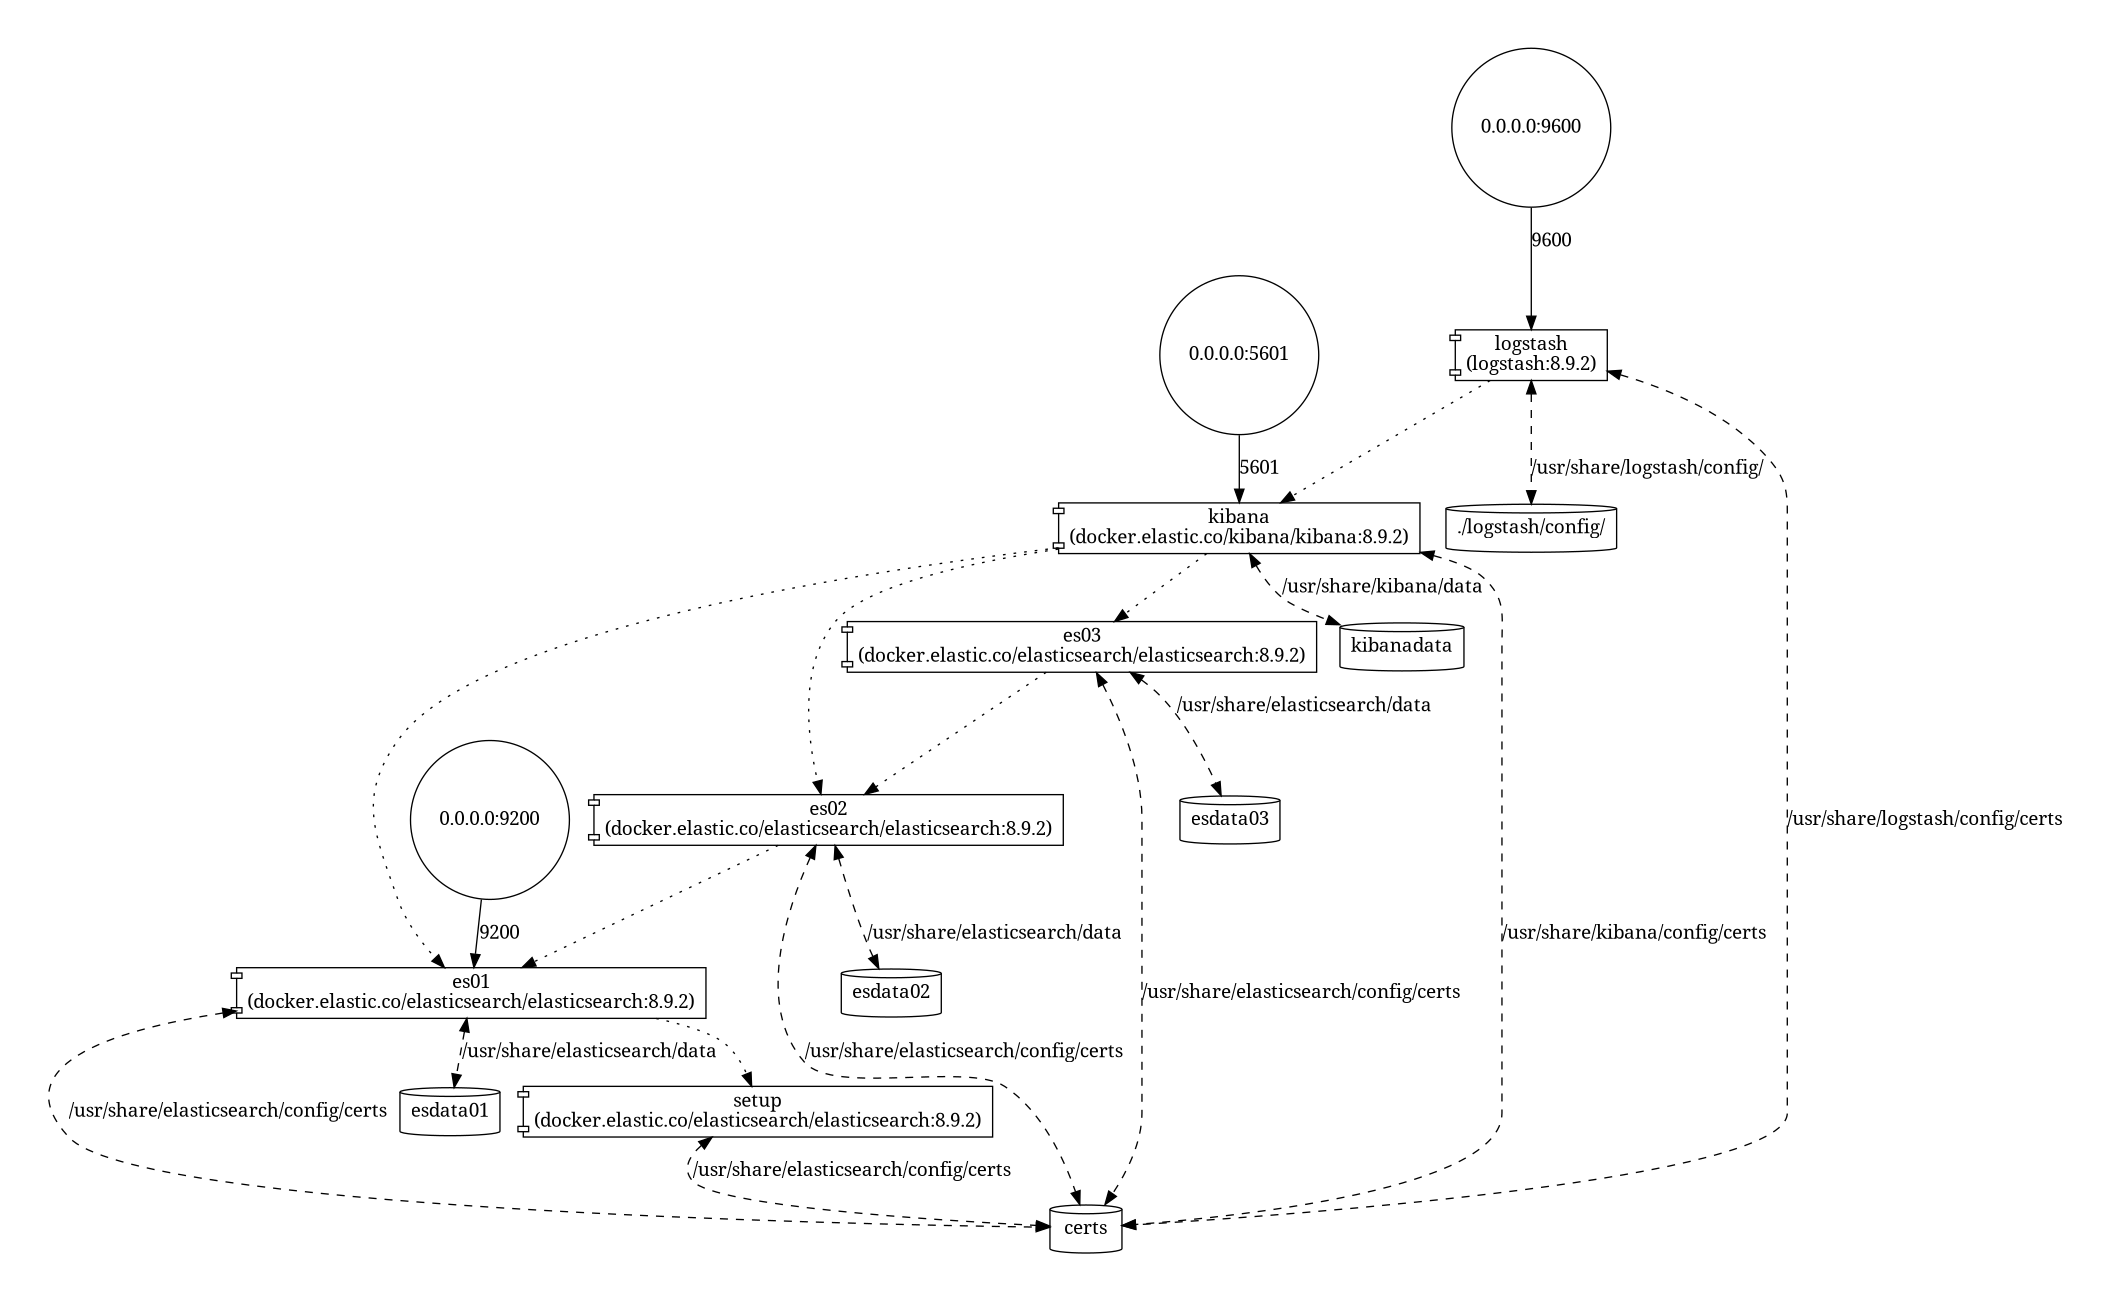 0.0.0.0:9600
9600
0.0.0.0:5601
logstash
(logstash:8.9.2)
5601
/usr/share/logstash/config/
kibana
(docker.elastic.co/kibana/kibana:8.9.2)
./logstash/config/
/usr/share/kibana/data
es03
(docker.elastic.co/elasticsearch/elasticsearch:8.9.2)
kibanadata
/usr/share/elasticsearch/data
0.0.0.0:9200
es02
(docker.elastic.co/elasticsearch/elasticsearch:8.9.2)
esdata03
/usr/share/logstash/config/certs
9200
/usr/share/elasticsearch/data
/usr/share/kibana/config/certs
es01
(docker.elastic.co/elasticsearch/elasticsearch:8.9.2)
esdata02
/usr/share/elasticsearch/config/certs
/usr/share/elasticsearch/data
/usr/share/elasticsearch/config/certs
/usr/share/elasticsearch/config/certs
esdata01
setup
(docker.elastic.co/elasticsearch/elasticsearch:8.9.2)
/usr/share/elasticsearch/config/certs
certs